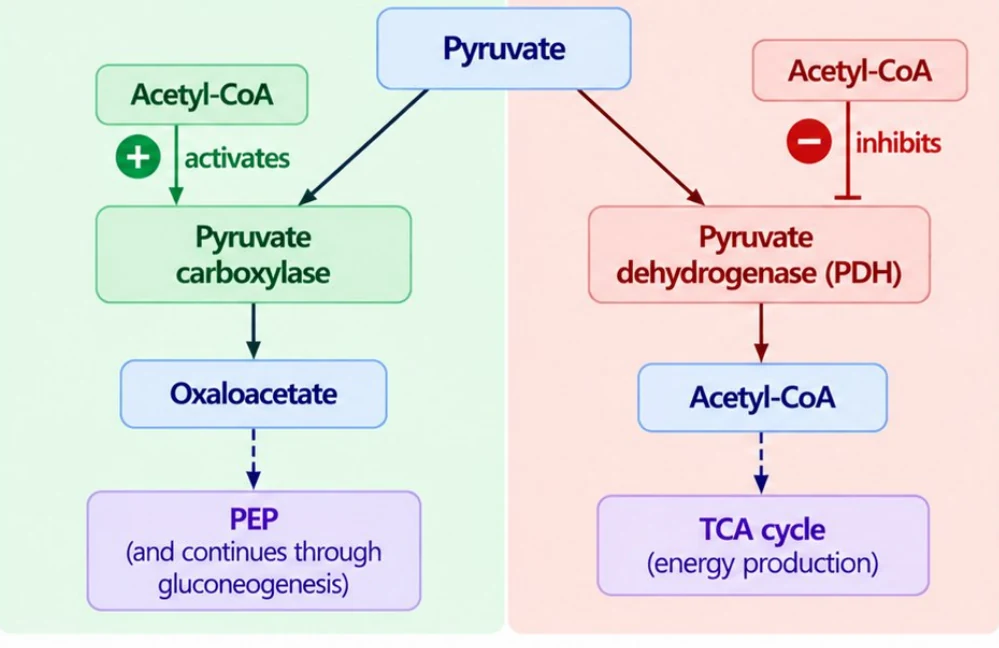 Pyruvate
Acetyl-CoA
+
activates
Pyruvate
carboxylase
Oxaloacetate
PEP
(and continues through
gluconeogenesis)
Acetyl-CoA
−
inhibits
Pyruvate
dehydrogenase (PDH)
Acetyl-CoA
TCA cycle
(energy production)